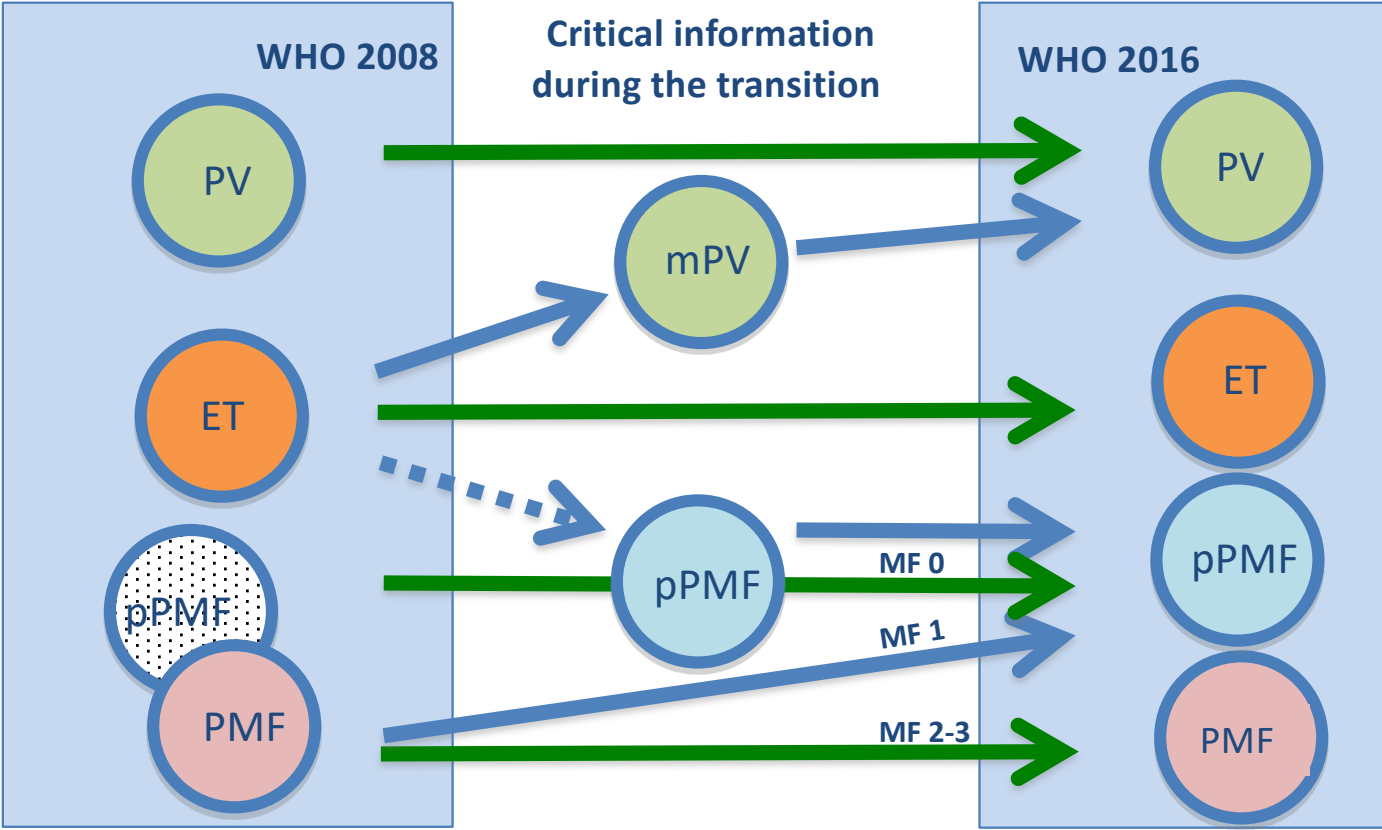 WHO 2008
Critical information
during the transition
WHO 2016
PV
PV
mPV
ET
ET
pPMF
pPMF
pPMF
MF 0
MF 1
PMF
MF 2-3
PMF